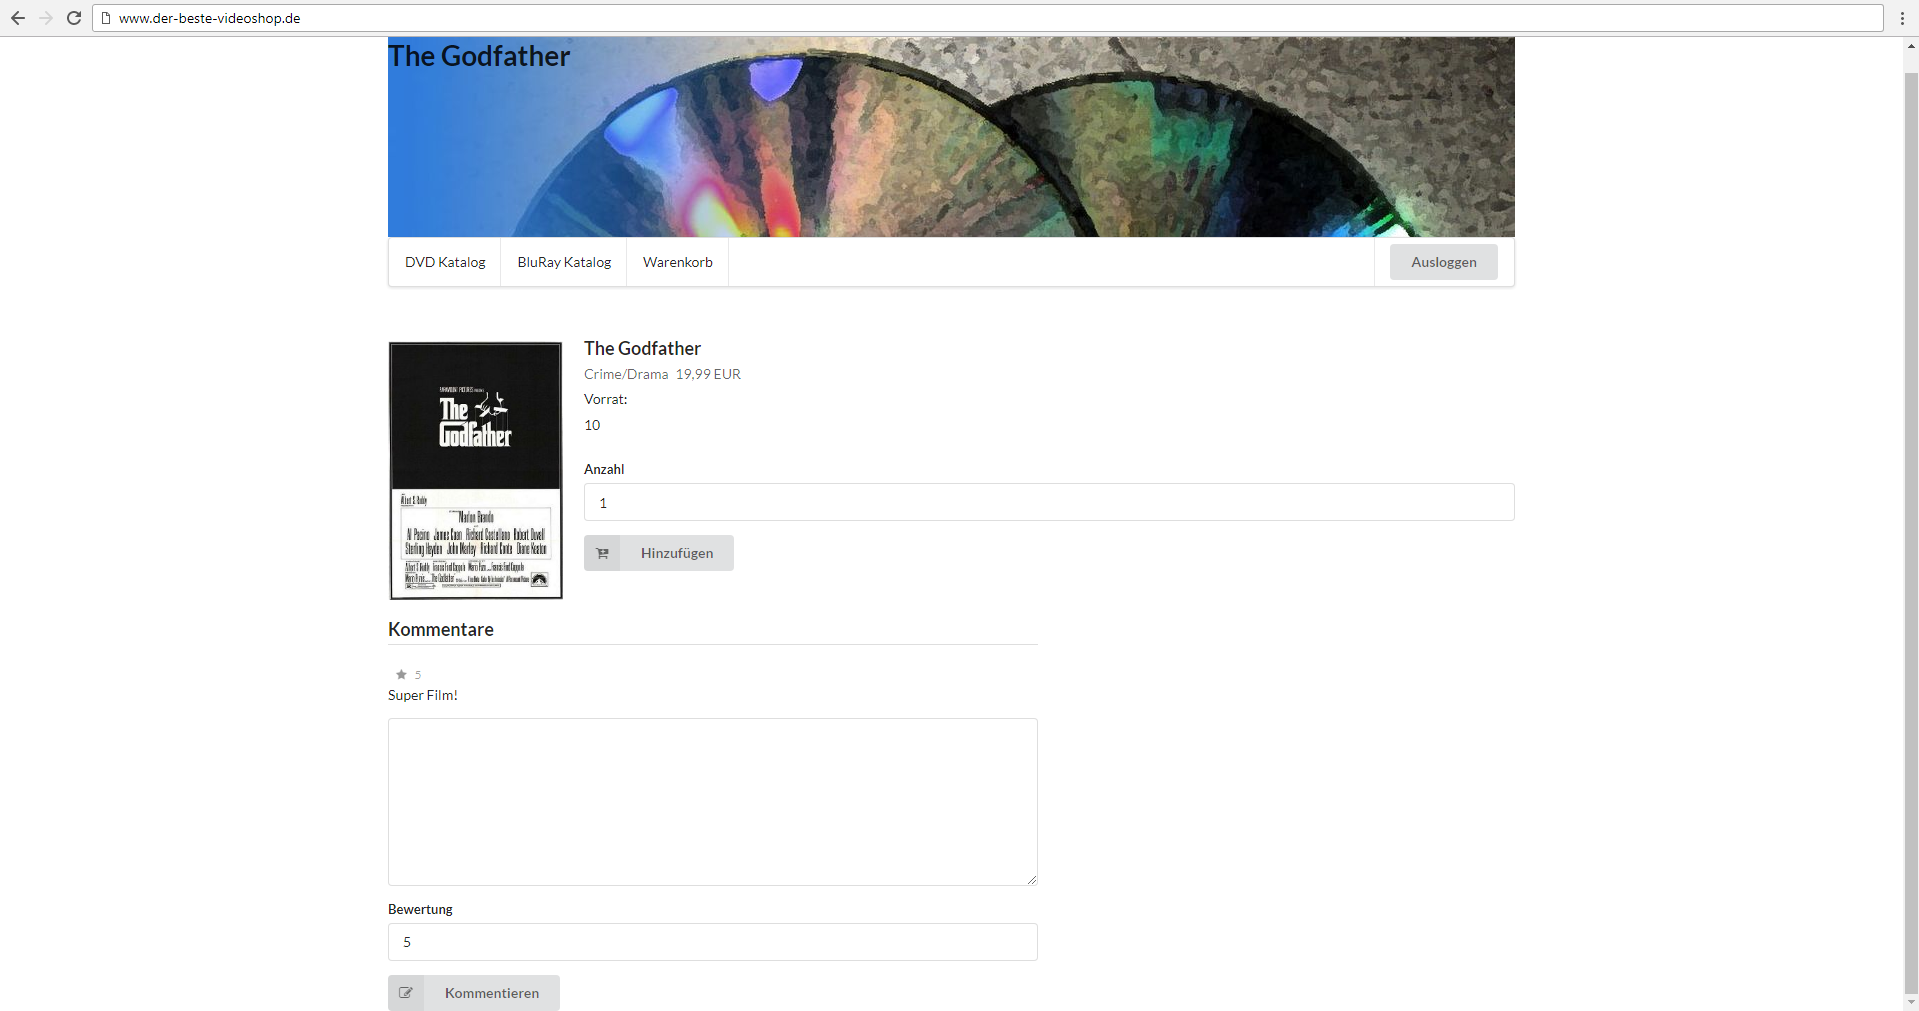 www.der-beste-videoshop.de
The Godfather
DVD Katalog
BluRay Katalog
Warenkorb
Ausloggen
The Godfather
Crime/Drama 19,99 EUR
Vorrat:
10
Anzahl
1
Hinzufügen
The
Godfather
Albert S. Ruddy
Marlon Brando
Al Pacino James Caan Richard Castellano Robert Duvall
Sterling Hayden John Marley Richard Conte Diane Keaton
Kommentare
5
Super Film!
Bewertung
5
Kommentieren